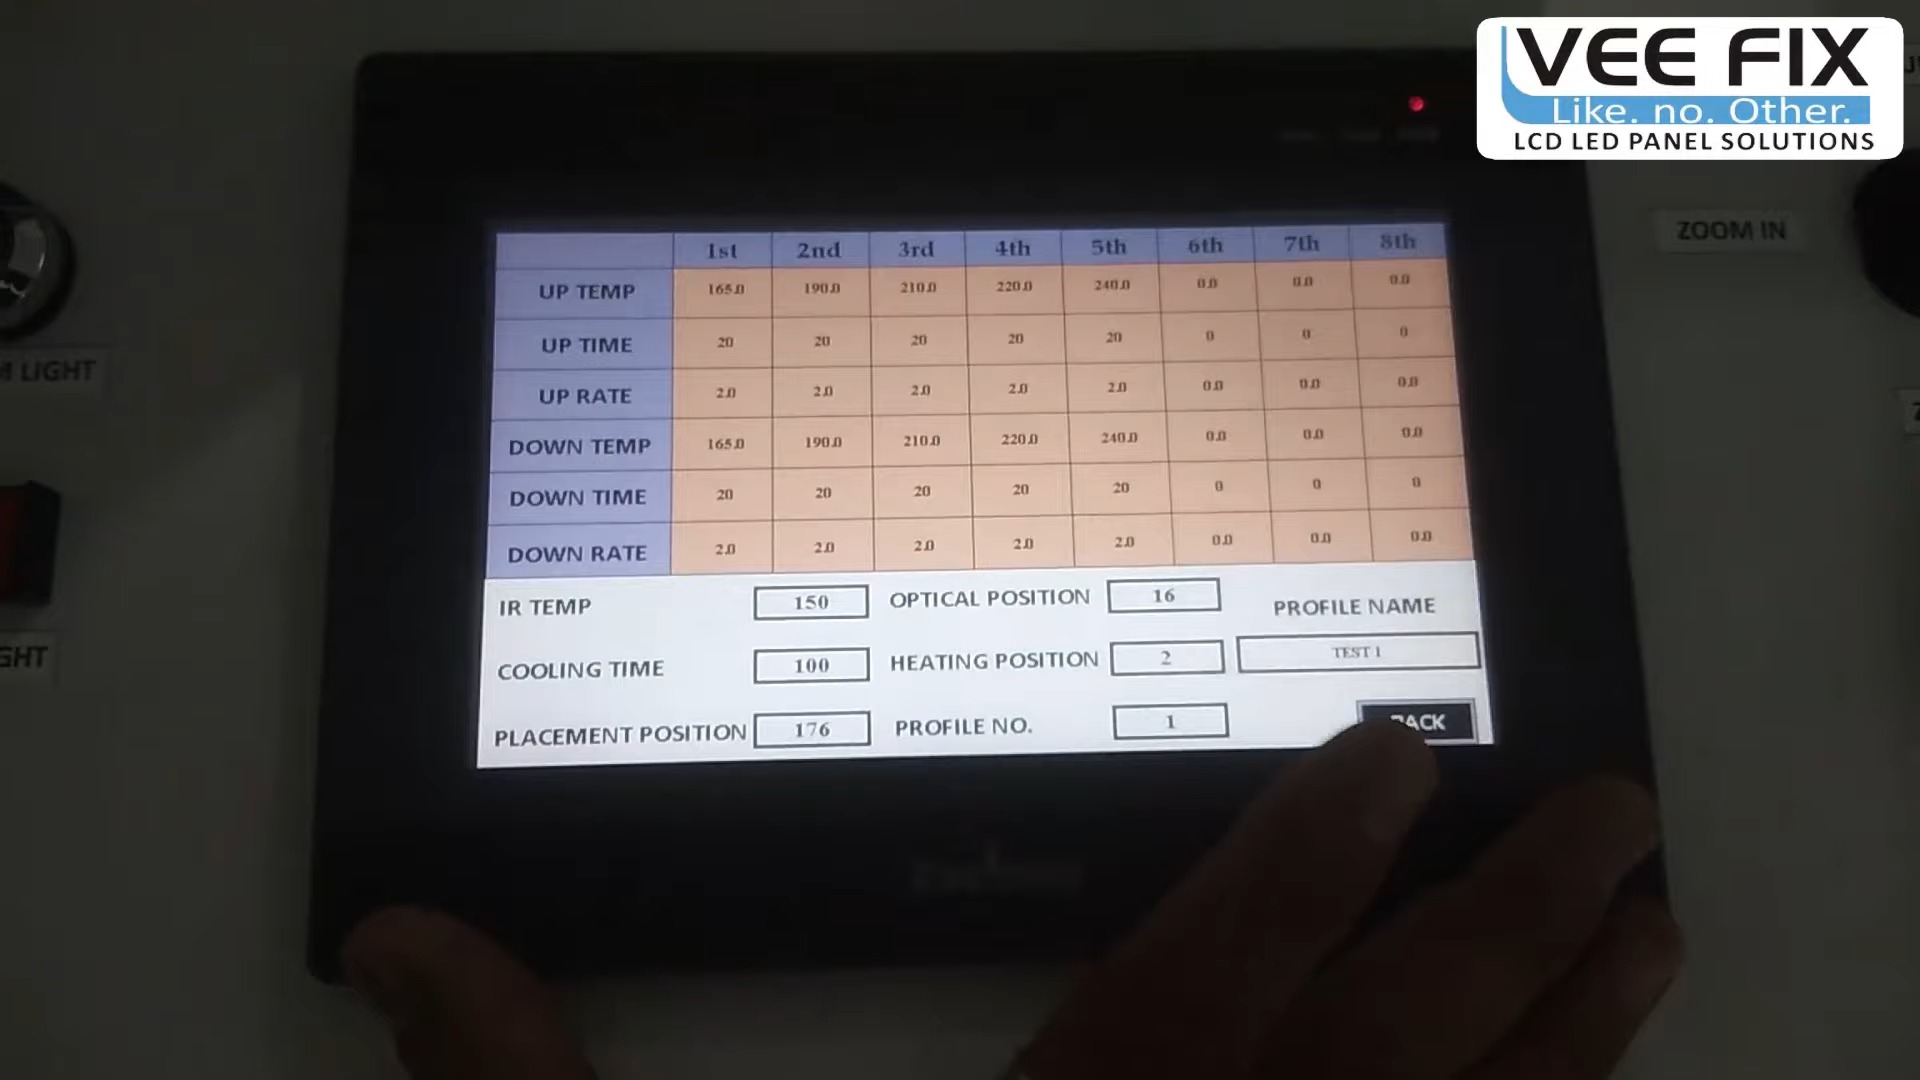 VEE FIX
Like. no. Other.
LCD LED PANEL SOLUTIONS
ZOOM IN
LIGHT
1st 2nd 3rd 4th 5th 6th 7th 8th
UP TEMP 165.0 190.0 210.0 220.0 240.0 0.0 0.0 0.0
UP TIME 20 20 20 20 20 0 0 0
UP RATE 2.0 2.0 2.0 2.0 2.0 0.0 0.0 0.0
DOWN TEMP 165.0 190.0 210.0 220.0 240.0 0.0 0.0 0.0
DOWN TIME 20 20 20 20 20 0 0 0
DOWN RATE 2.0 2.0 2.0 2.0 2.0 0.0 0.0 0.0
IR TEMP 150 OPTICAL POSITION 16 PROFILE NAME
COOLING TIME 100 HEATING POSITION 2 TEST 1
PLACEMENT POSITION 176 PROFILE NO. 1 BACK